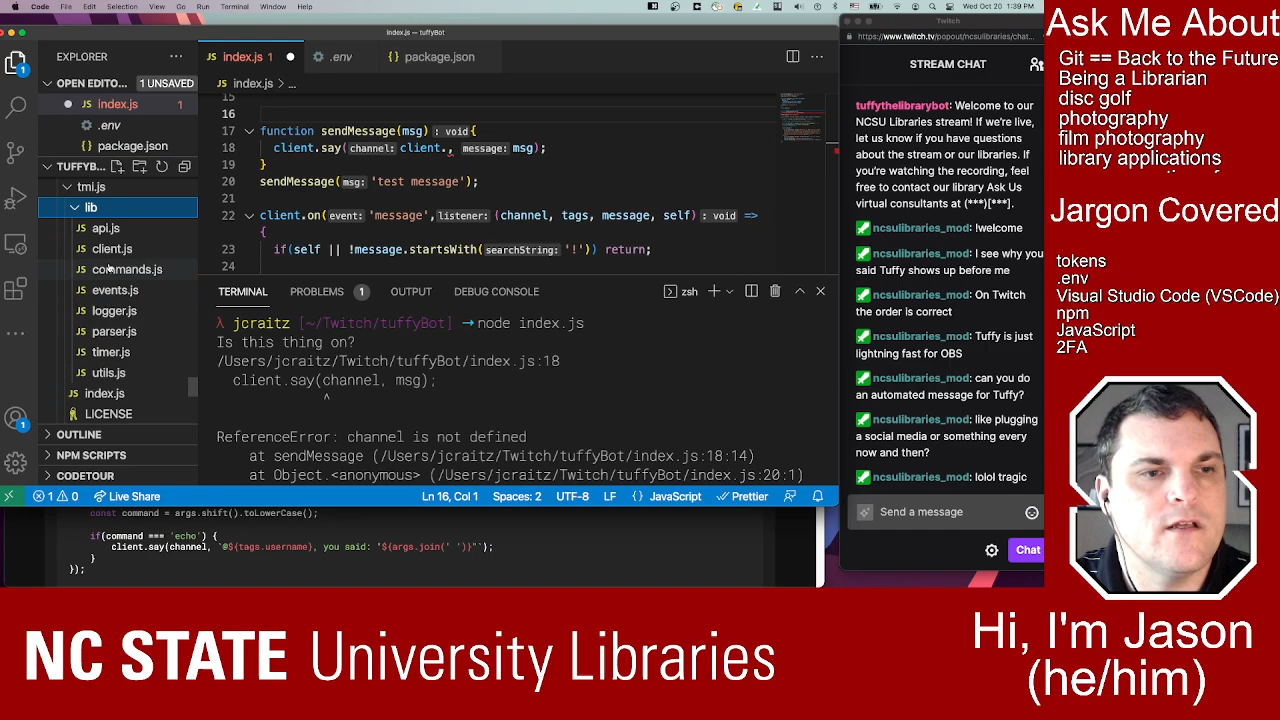 Code Edit Selection View Go Run Terminal Window Help
Wed Oct 20 1:39 PM
index.js — tuffyBot
EXPLORER
OPEN EDITO... 1 UNSAVED
index.js 1
.env
package.json
TUFFYB...
tmi.js
lib
api.js
client.js
commands.js
events.js
logger.js
parser.js
timer.js
utils.js
index.js
LICENSE
OUTLINE
NPM SCRIPTS
CODETOUR
1
1
index.js 1
.env
package.json
index.js > ...
15
16
17 function sendMessage(msg) : void {
18 client.say(channel: client., message: msg);
19 }
20 sendMessage(msg: 'test message');
21
22 client.on(event: 'message', listener: (channel, tags, message, self) : void =>
{
23 if(self || !message.startsWith(searchString: '!')) return;
24
TERMINAL PROBLEMS 1 OUTPUT DEBUG CONSOLE
zsh
λ jcraitz [~/Twitch/tuffyBot] → node index.js
Is this thing on?
/Users/jcraitz/Twitch/tuffyBot/index.js:18
client.say(channel, msg);
^
ReferenceError: channel is not defined
at sendMessage (/Users/jcraitz/Twitch/tuffyBot/index.js:18:14)
at Object.<anonymous> (/Users/jcraitz/Twitch/tuffyBot/index.js:20:1)
1 0 Live Share
Ln 16, Col 1 Spaces: 2 UTF-8 LF {} JavaScript Prettier
const command = args.shift().toLowerCase();
if(command === 'echo') {
client.say(channel, `@${tags.username}, you said: "${args.join(' ')}"`);
}
});
Twitch
https://www.twitch.tv/popout/ncsulibraries/chat...
STREAM CHAT
tuffythelibrarybot: Welcome to our
NCSU Libraries stream! If we're live,
let us know if you have questions
about the stream or our libraries. If
you're watching the recording, feel
free to contact our library Ask Us
virtual consultants at (***)[***].
ncsulibraries_mod: !welcome
ncsulibraries_mod: I see why you
said Tuffy shows up before me
ncsulibraries_mod: On Twitch
the order is correct
ncsulibraries_mod: Tuffy is just
lightning fast for OBS
ncsulibraries_mod: can you do
an automated message for Tuffy?
ncsulibraries_mod: like plugging
a social media or something every
now and then?
ncsulibraries_mod: lolol tragic
Send a message
Chat
Ask Me About
Git == Back to the Future
Being a Librarian
disc golf
photography
film photography
library applications
Jargon Covered
tokens
.env
Visual Studio Code (VSCode)
npm
JavaScript
2FA
NC STATE University Libraries
Hi, I'm Jason
(he/him)